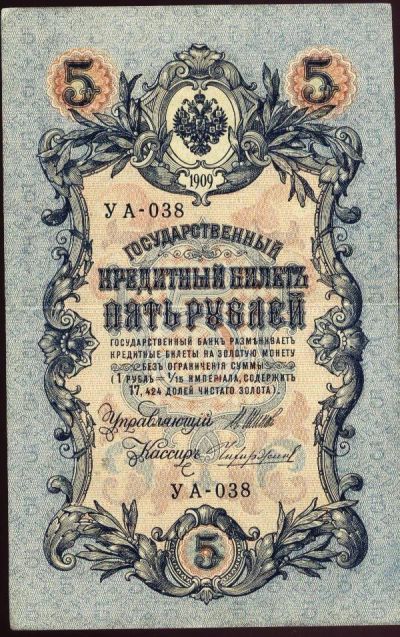 5 5
1909
УА-038
ГОСУДАРСТВЕННЫЙ
КРЕДИТНЫЙ БИЛЕТЪ
ПЯТЬ РУБЛЕЙ
ГОСУДАРСТВЕННЫЙ БАНКЪ РАЗМѢНИВАЕТЪ
КРЕДИТНЫЕ БИЛЕТЫ НА ЗОЛОТУЮ МОНЕТУ
БЕЗЪ ОГРАНИЧЕНІЯ СУММЫ
(1 РУБЛЬ = 1/15 ИМПЕРІАЛА, СОДЕРЖИТЪ
17,424 ДОЛЕЙ ЧИСТАГО ЗОЛОТА).
Управляющій
Кассиръ
УА-038
5